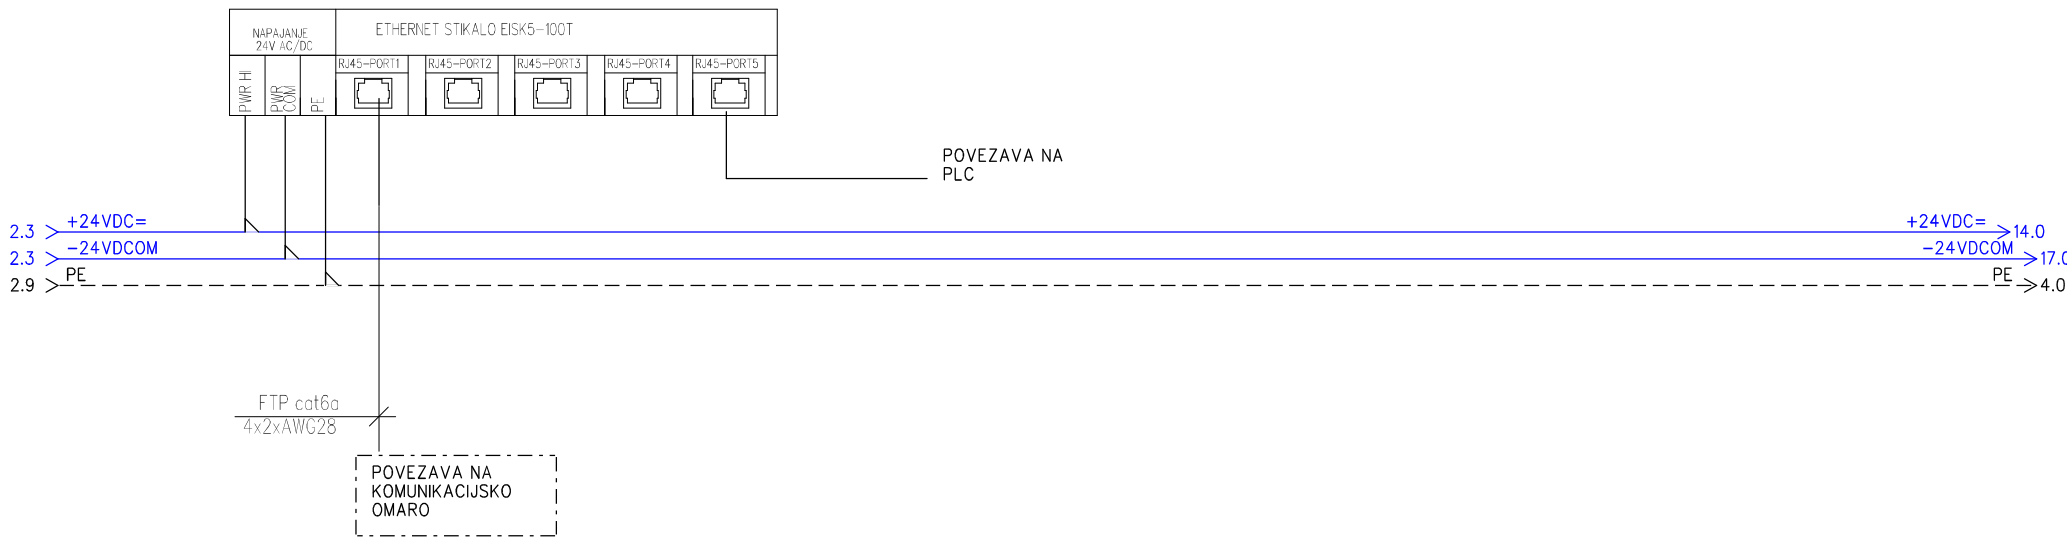 NAPAJANJE
24V AC/DC
ETHERNET STIKALO EISK5-100T
PWR HI
PWR
COM
PE
RJ45-PORT1
RJ45-PORT2
RJ45-PORT3
RJ45-PORT4
RJ45-PORT5
POVEZAVA NA
PLC
2.3 +24VDC= +24VDC= 14.0
2.3 -24VDCOM -24VDCOM 17.0
2.9 PE PE 4.0
FTP cat6a
4x2xAWG28
POVEZAVA NA
KOMUNIKACIJSKO
OMARO